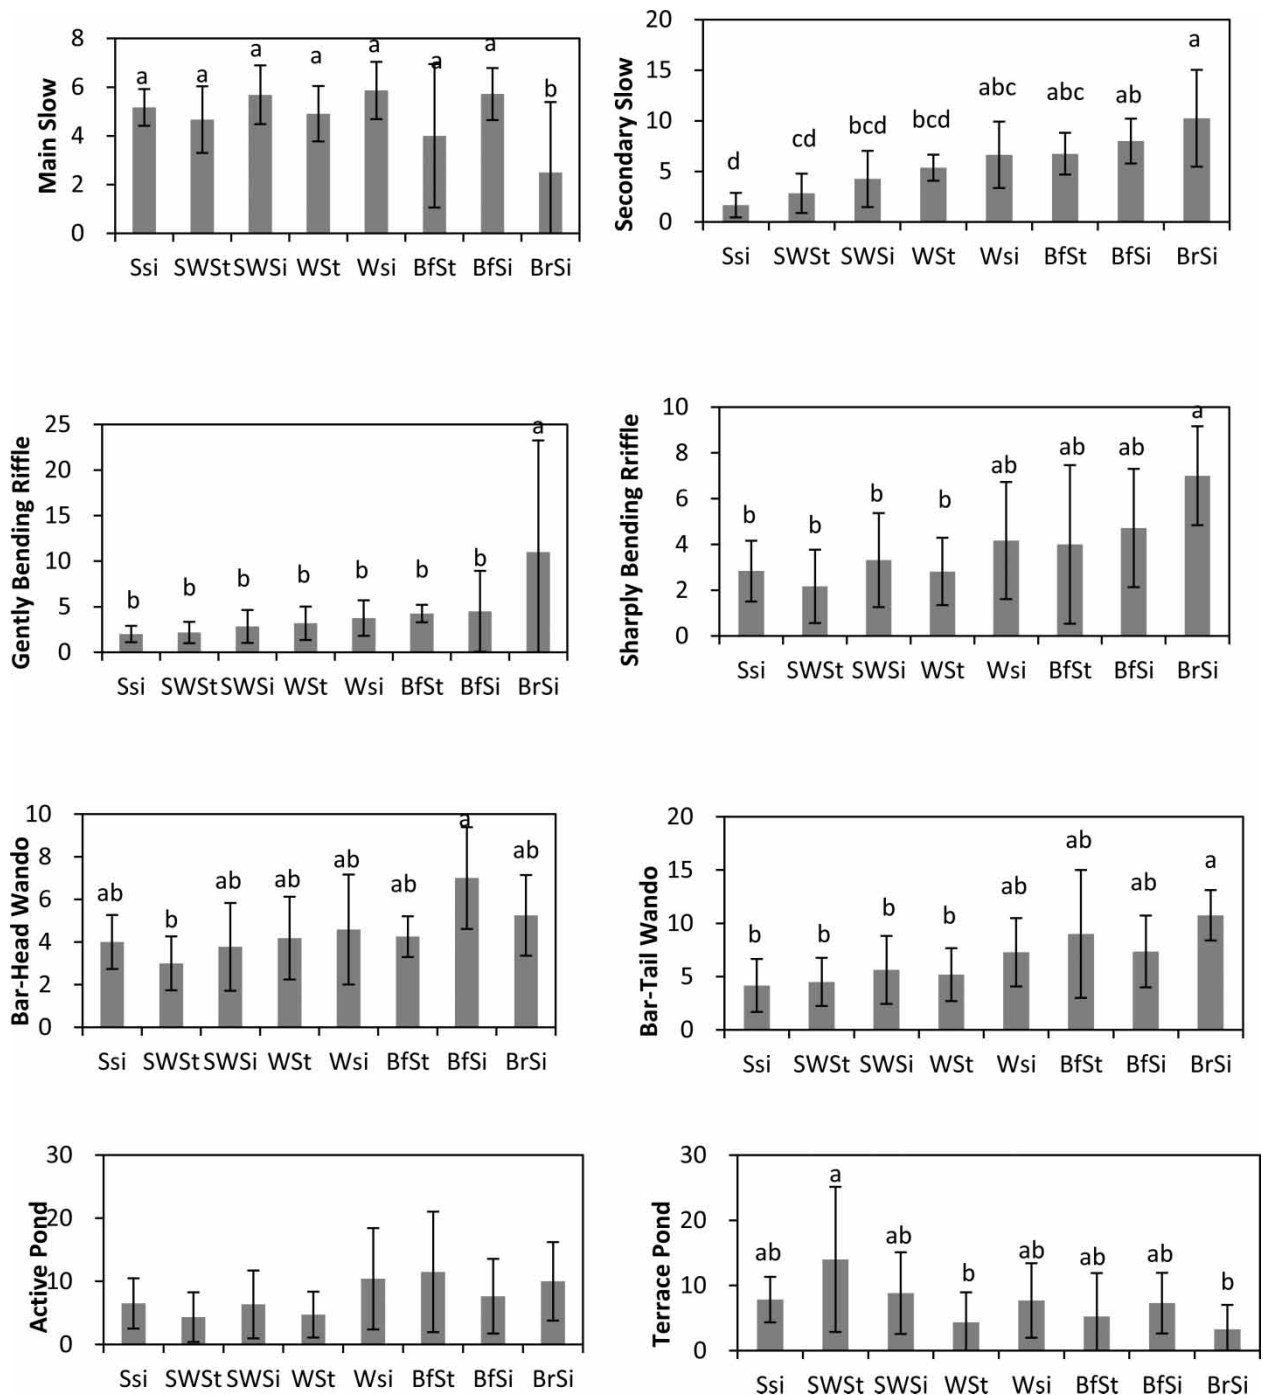 Main Slow
8
6
4
2
0
a a a a a a a b
Ssi SWSt SWSi WSt Wsi BfSt BfSi BrSi
Secondary Slow
20
15
10
5
0
d cd bcd bcd abc abc ab a
Ssi SWSt SWSi WSt Wsi BfSt BfSi BrSi
Gently Bending Riffle
25
20
15
10
5
0
b b b b b b b a
Ssi SWSt SWSi WSt Wsi BfSt BfSi BrSi
Sharply Bending Rriffle
10
8
6
4
2
0
b b b b ab ab ab a
Ssi SWSt SWSi WSt Wsi BfSt BfSi BrSi
Bar-Head Wando
10
8
6
4
2
0
ab b ab ab ab ab a ab
Ssi SWSt SWSi WSt Wsi BfSt BfSi BrSi
Bar-Tail Wando
20
15
10
5
0
b b b b ab ab ab a
Ssi SWSt SWSi WSt Wsi BfSt BfSi BrSi
Active Pond
30
20
10
0
Ssi SWSt SWSi WSt Wsi BfSt BfSi BrSi
Terrace Pond
30
20
10
0
ab a ab b ab ab ab b
Ssi SWSt SWSi WSt Wsi BfSt BfSi BrSi